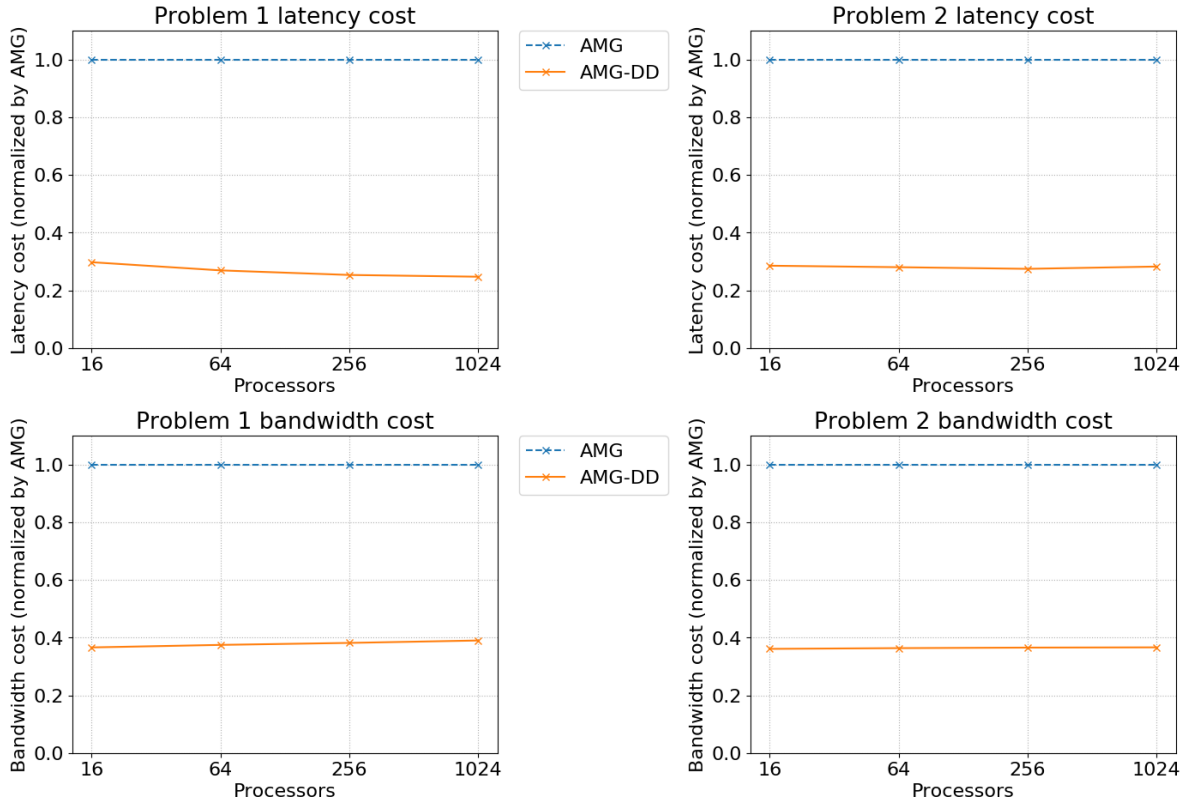 Problem 1 latency cost
Latency cost (normalized by AMG)
1.0
0.8
0.6
0.4
0.2
0.0
16 64 256 1024
Processors
AMG
AMG-DD
Problem 2 latency cost
Latency cost (normalized by AMG)
1.0
0.8
0.6
0.4
0.2
0.0
16 64 256 1024
Processors
Problem 1 bandwidth cost
Bandwidth cost (normalized by AMG)
1.0
0.8
0.6
0.4
0.2
0.0
16 64 256 1024
Processors
AMG
AMG-DD
Problem 2 bandwidth cost
Bandwidth cost (normalized by AMG)
1.0
0.8
0.6
0.4
0.2
0.0
16 64 256 1024
Processors